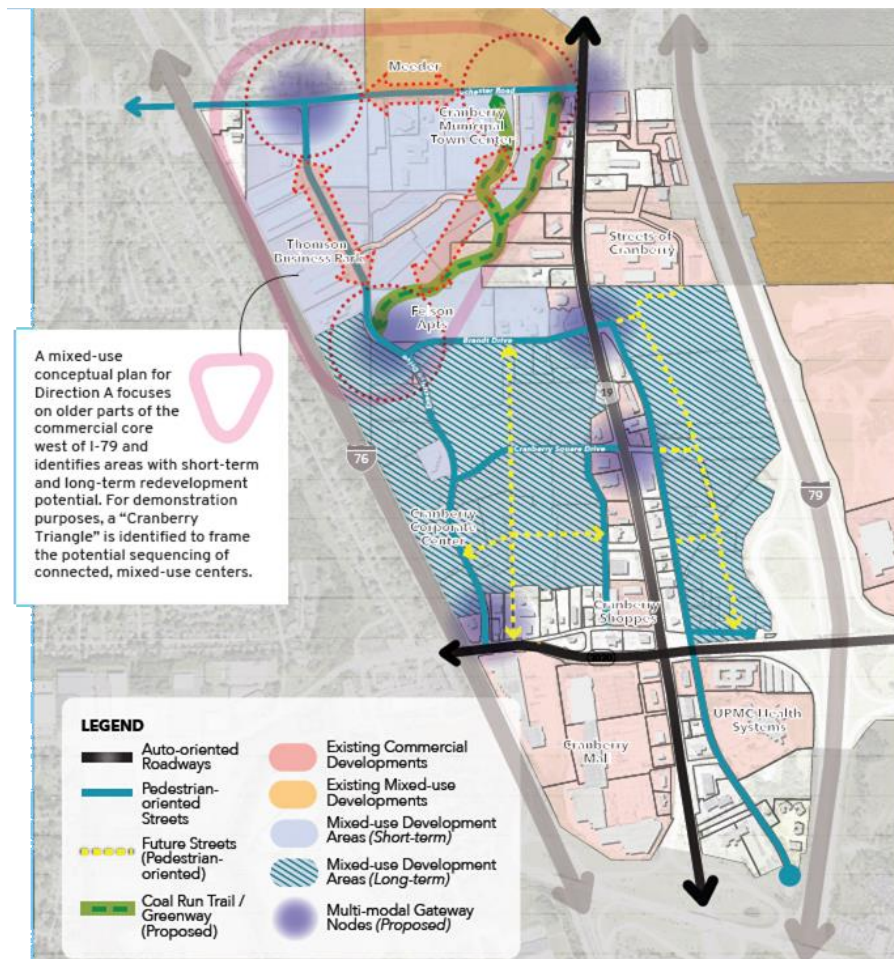 Meeder
chester Road
Cranberry
Municipal
Town Center
Streets of
Cranberry
Thomson
Business Park
Felson
Apts
Brandt Drive
19
Cranberry Square Drive
76
79
Cranberry
Corporate
Center
Cranberry
Shoppes
UPMC Health
Systems
Cranberry
Mall
A mixed-use
conceptual plan for
Direction A focuses
on older parts of the
commercial core
west of I-79 and
identifies areas with short-term
and long-term redevelopment
potential. For demonstration
purposes, a “Cranberry
Triangle” is identified to frame
the potential sequencing of
connected, mixed-use centers.
LEGEND
Auto-oriented
Roadways
Pedestrian-
oriented
Streets
Future Streets
(Pedestrian-
oriented)
Coal Run Trail /
Greenway
(Proposed)
Existing Commercial
Developments
Existing Mixed-use
Developments
Mixed-use Development
Areas (Short-term)
Mixed-use Development
Areas (Long-term)
Multi-modal Gateway
Nodes (Proposed)